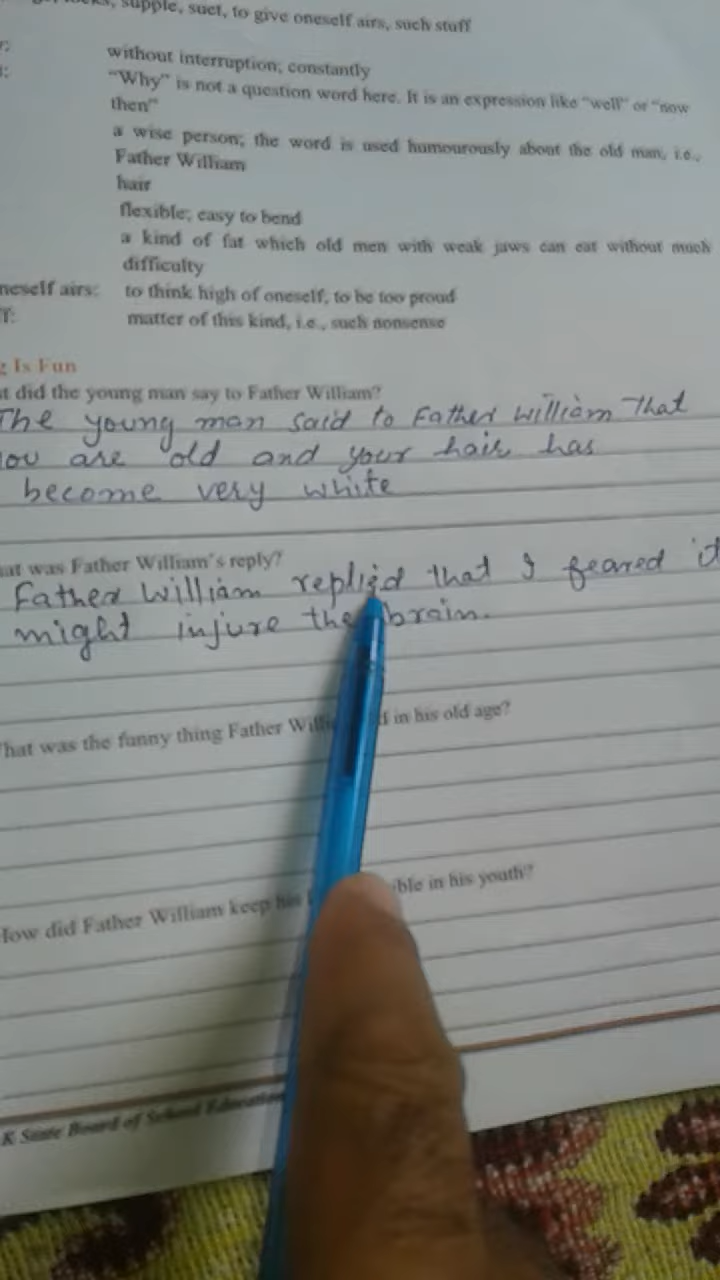 supple, suet, to give oneself airs, such stuff
without interruption; constantly
"Why" is not a question word here. It is an expression like "well" or "now
then"
a wise person; the word is used humourously about the old man, i.e.,
Father William
hair
flexible; easy to bend
a kind of fat which old men with weak jaws can eat without much
difficulty
neself airs: to think high of oneself; to be too proud
matter of this kind, i.e., such nonsense
g Is Fun
t did the young man say to Father William?
The young man said to Father William That
you are old and your hair has
become very white
at was Father William's reply?
Father William replied that I feared it
might injure the brain.
What was the funny thing Father in his old age?
How did Father William keep his ible in his youth?
K State Board of School Education